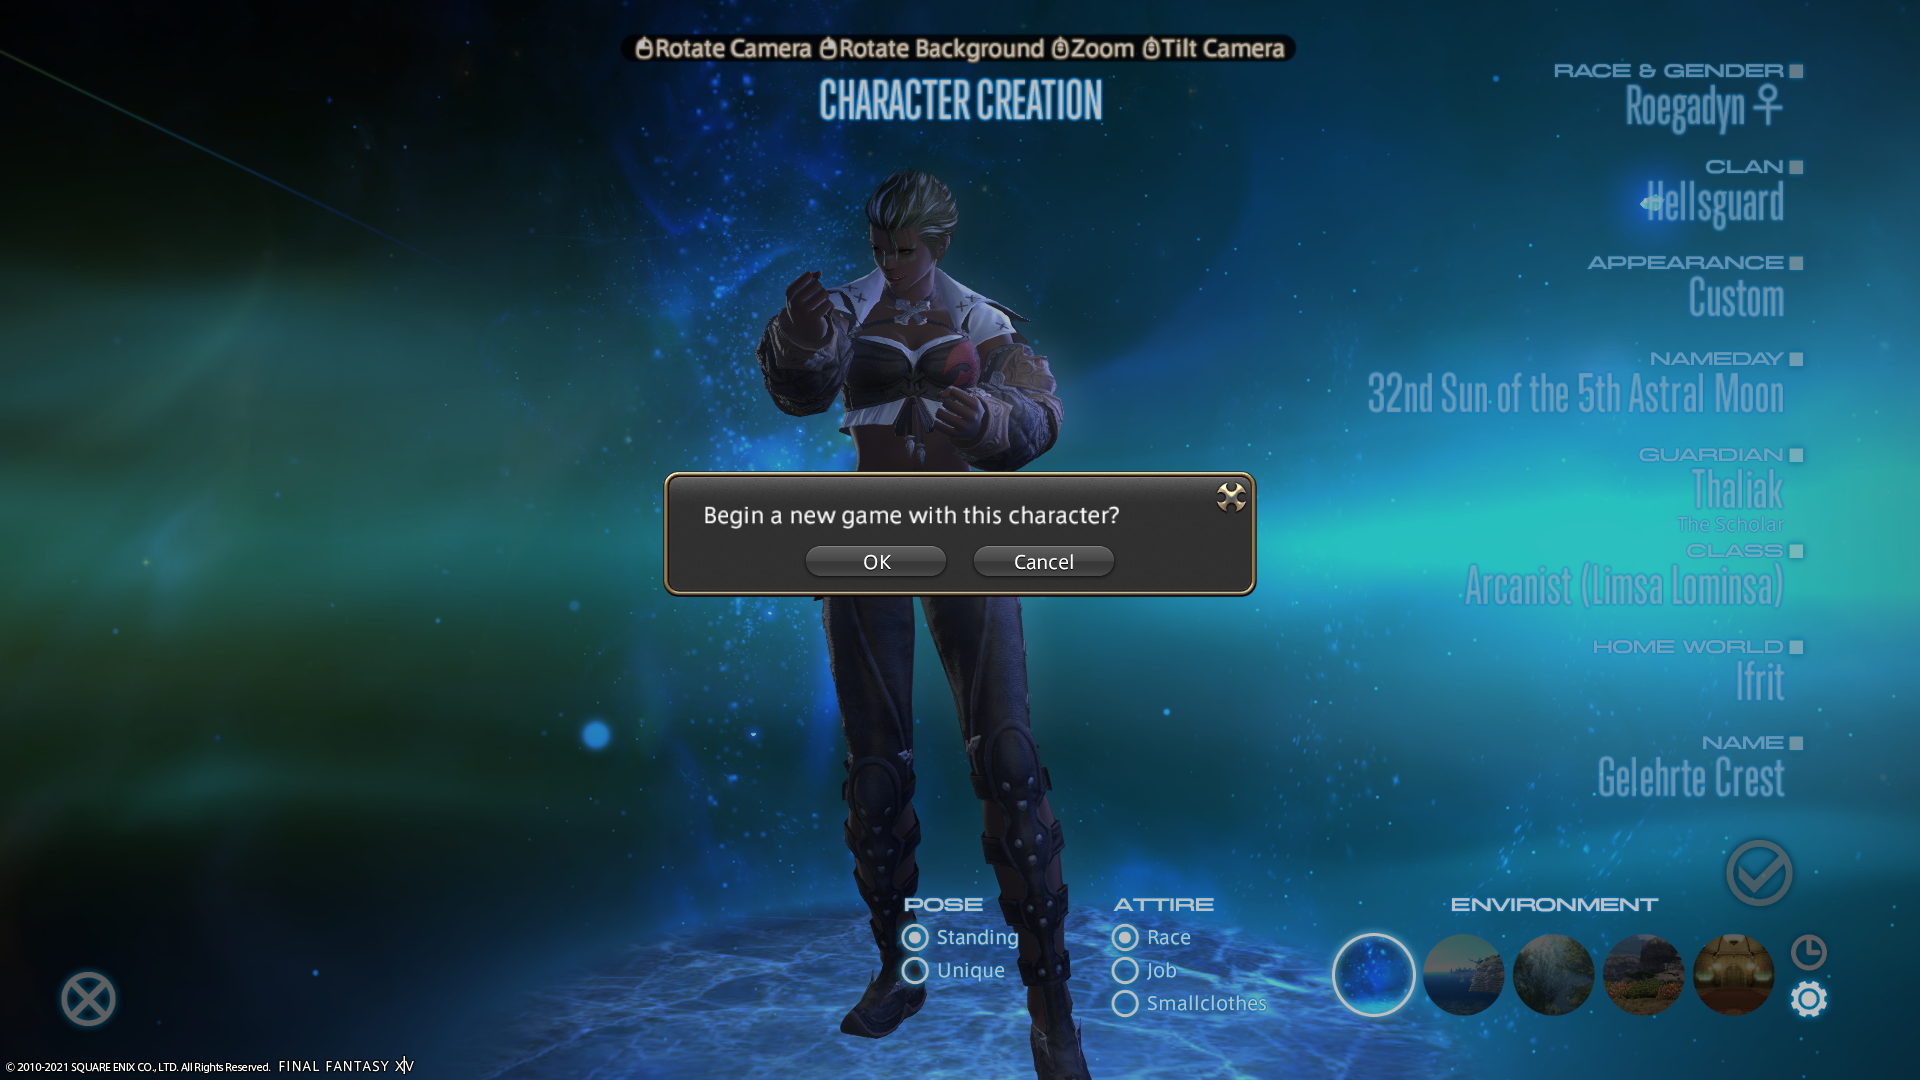 Rotate Camera Rotate Background Zoom Tilt Camera
CHARACTER CREATION
RACE & GENDER
Roegadyn ♀
CLAN
Hellsguard
APPEARANCE
Custom
NAMEDAY
32nd Sun of the 5th Astral Moon
GUARDIAN
Thaliak
The Scholar
CLASS
Arcanist (Limsa Lominsa)
HOME WORLD
Ifrit
NAME
Gelehrte Crest
Begin a new game with this character?
OK Cancel
POSE
Standing
Unique
ATTIRE
Race
Job
Smallclothes
ENVIRONMENT
© 2010-2021 SQUARE ENIX CO., LTD. All Rights Reserved. FINAL FANTASY XIV